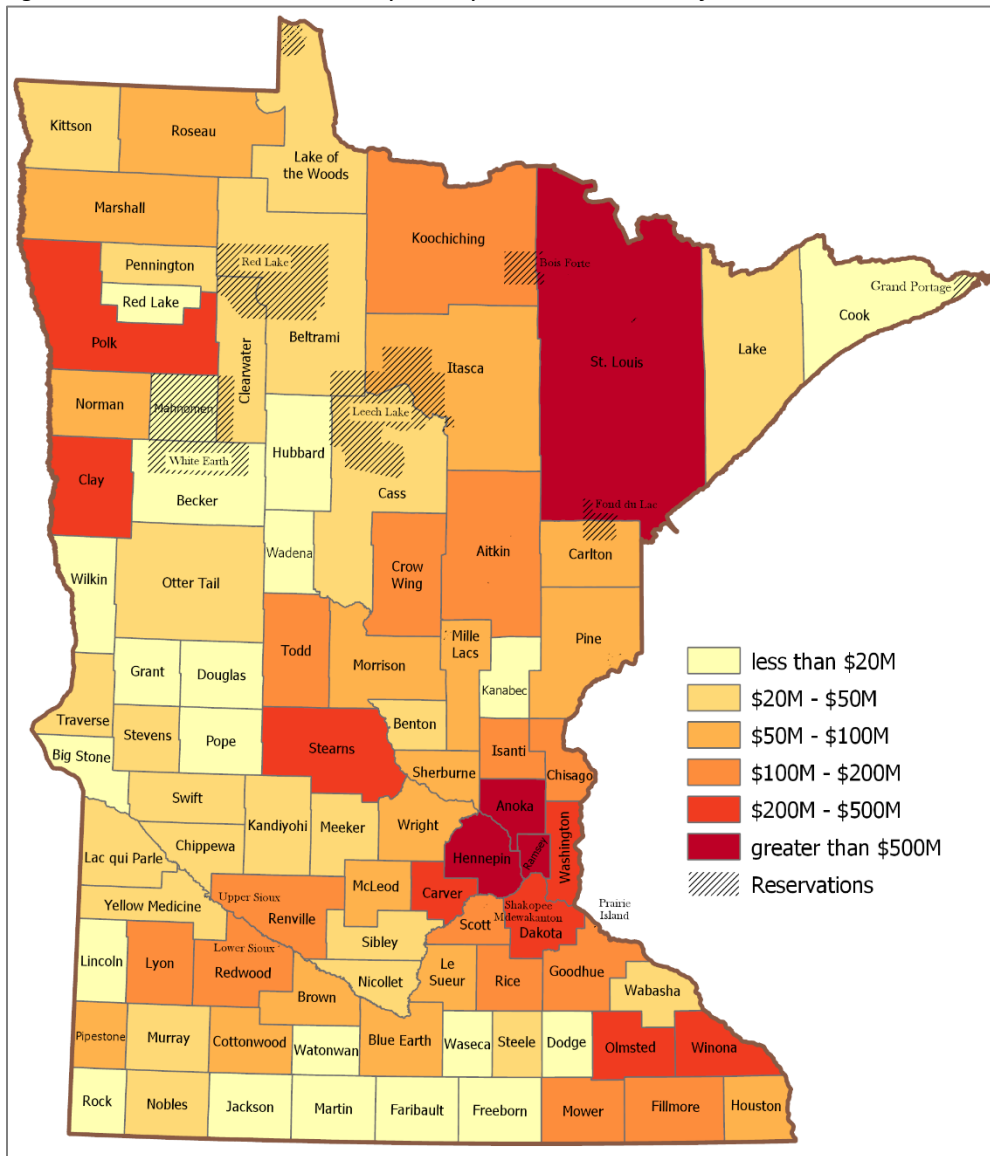 Kittson
Roseau
Lake of
the Woods
Marshall
Koochiching
Pennington
Red Lake
Bois Forte
Red Lake
Grand Portage
Cook
Polk
Beltrami
Clearwater
Itasca
St. Louis
Lake
Norman
Mahnomen
Leech Lake
Hubbard
White Earth
Clay
Becker
Cass
Fond du Lac
Wadena
Aitkin
Carlton
Crow
Wing
Wilkin
Otter Tail
Mille
Lacs
Pine
Todd
Morrison
Grant
Douglas
Kanabec
less than $20M
$20M - $50M
$50M - $100M
$100M - $200M
$200M - $500M
greater than $500M
Reservations
Traverse
Benton
Stevens
Pope
Stearns
Isanti
Big Stone
Sherburne
Chisago
Swift
Anoka
Kandiyohi
Meeker
Wright
Washington
Chippewa
Lac qui Parle
Hennepin
Ramsey
McLeod
Carver
Upper Sioux
Yellow Medicine
Renville
Shakopee
Mdewakanton
Prairie
Island
Scott
Dakota
Sibley
Lower Sioux
Lincoln
Lyon
Redwood
Le
Sueur
Rice
Goodhue
Nicollet
Wabasha
Brown
Pipestone
Murray
Cottonwood
Watonwan
Blue Earth
Waseca
Steele
Dodge
Olmsted
Winona
Rock
Nobles
Jackson
Martin
Faribault
Freeborn
Mower
Fillmore
Houston